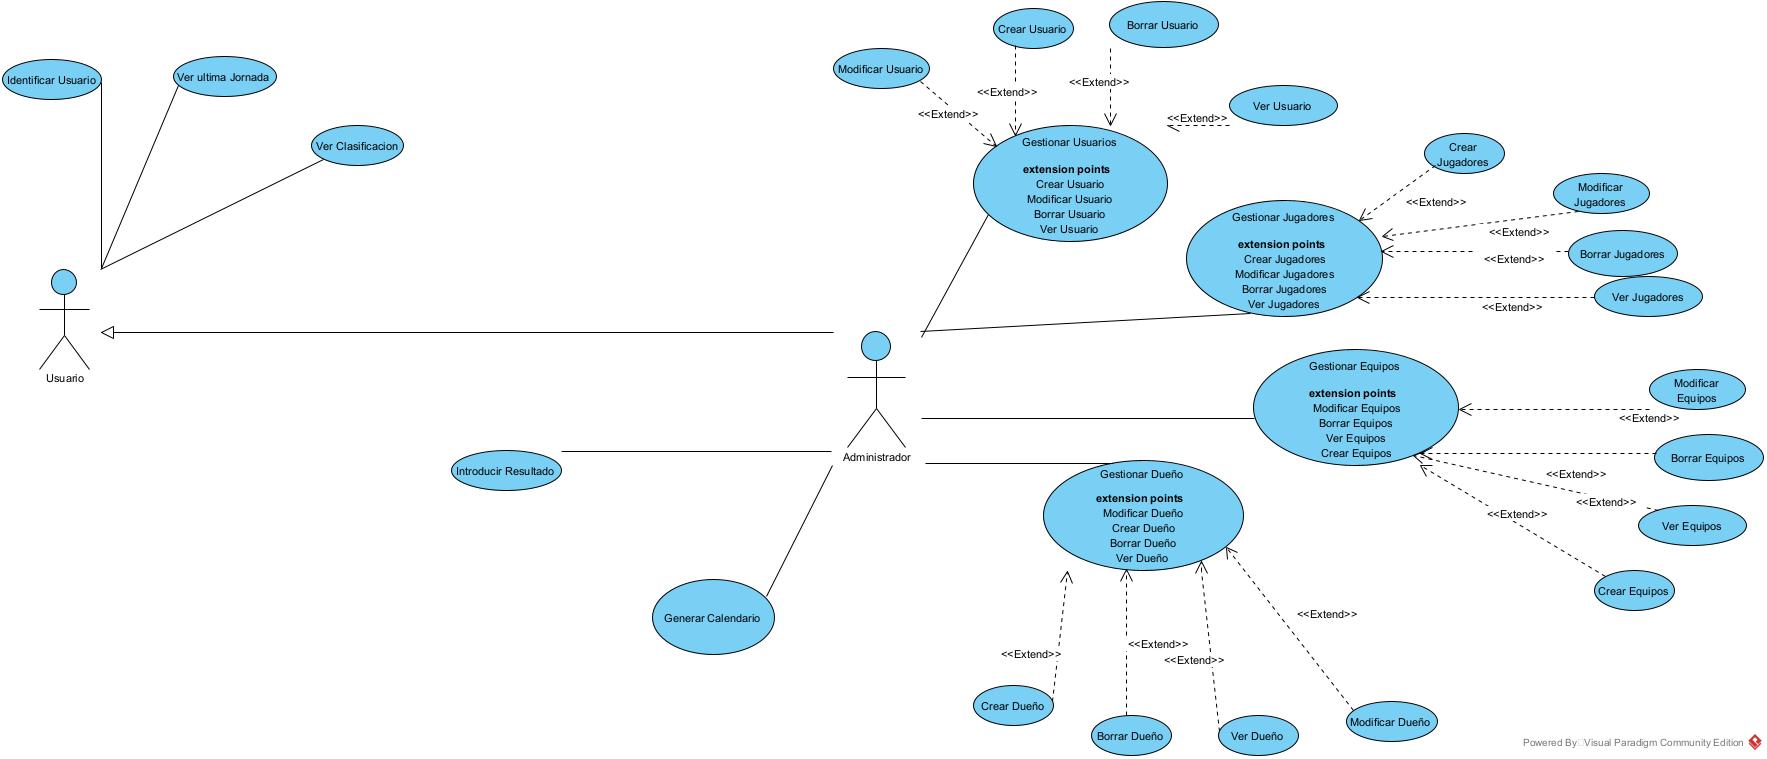 Identificar Usuario
Ver ultima Jornada
Ver Clasificacion
Usuario
Modificar Usuario
Crear Usuario
Borrar Usuario
Ver Usuario
<<Extend>>
<<Extend>>
<<Extend>>
<<Extend>>
Gestionar Usuarios
extension points
Crear Usuario
Modificar Usuario
Borrar Usuario
Ver Usuario
Crear
Jugadores
Modificar
Jugadores
Borrar Jugadores
Ver Jugadores
<<Extend>>
<<Extend>>
<<Extend>>
<<Extend>>
Gestionar Jugadores
extension points
Crear Jugadores
Modificar Jugadores
Borrar Jugadores
Ver Jugadores
Administrador
Introducir Resultado
Generar Calendario
Gestionar Equipos
extension points
Modificar Equipos
Borrar Equipos
Ver Equipos
Crear Equipos
Modificar
Equipos
<<Extend>>
Borrar Equipos
<<Extend>>
<<Extend>>
Ver Equipos
<<Extend>>
Crear Equipos
Gestionar Dueño
extension points
Modificar Dueño
Crear Dueño
Borrar Dueño
Ver Dueño
<<Extend>>
<<Extend>>
<<Extend>>
<<Extend>>
Crear Dueño
Borrar Dueño
Ver Dueño
Modificar Dueño
Powered By Visual Paradigm Community Edition